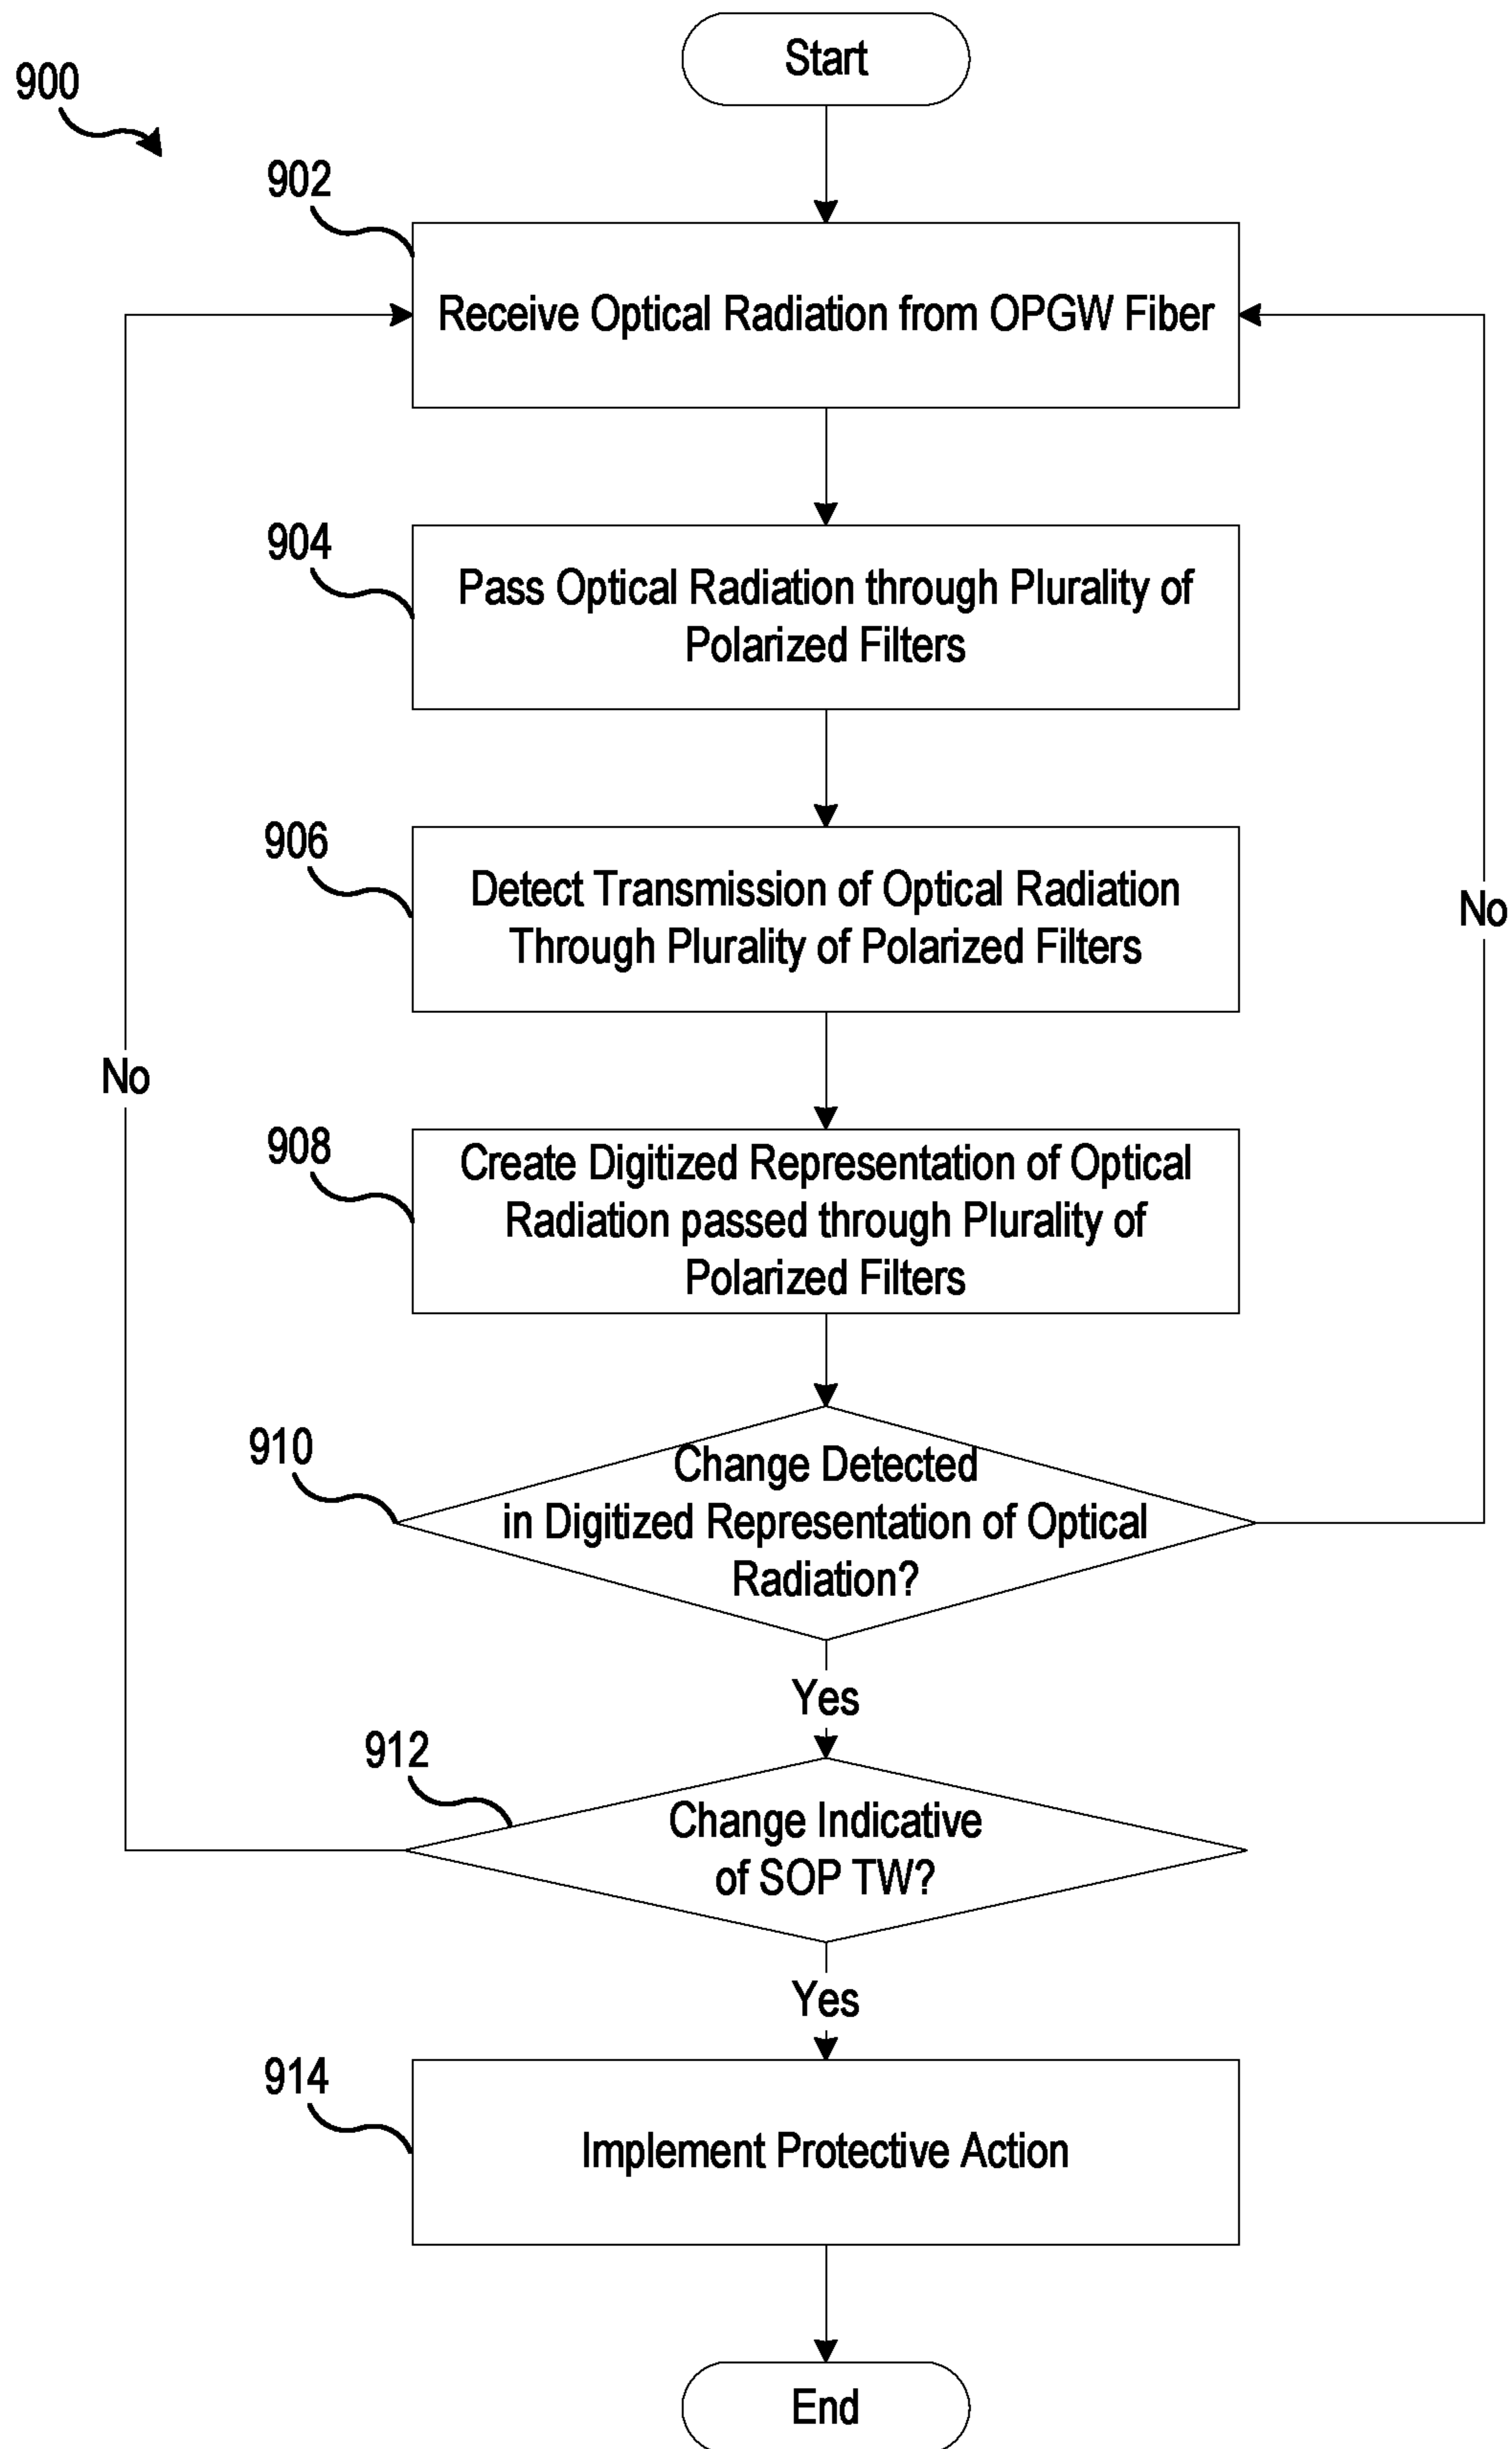 Start
900
902
Receive Optical Radiation from OPGW Fiber
904
Pass Optical Radiation through Plurality of
Polarized Filters
906
Detect Transmission of Optical Radiation
Through Plurality of Polarized Filters
No
No
908
Create Digitized Representation of Optical
Radiation passed through Plurality of
Polarized Filters
910
Change Detected
in Digitized Representation of Optical
Radiation?
Yes
912
Change Indicative
of SOP TW?
Yes
914
Implement Protective Action
End